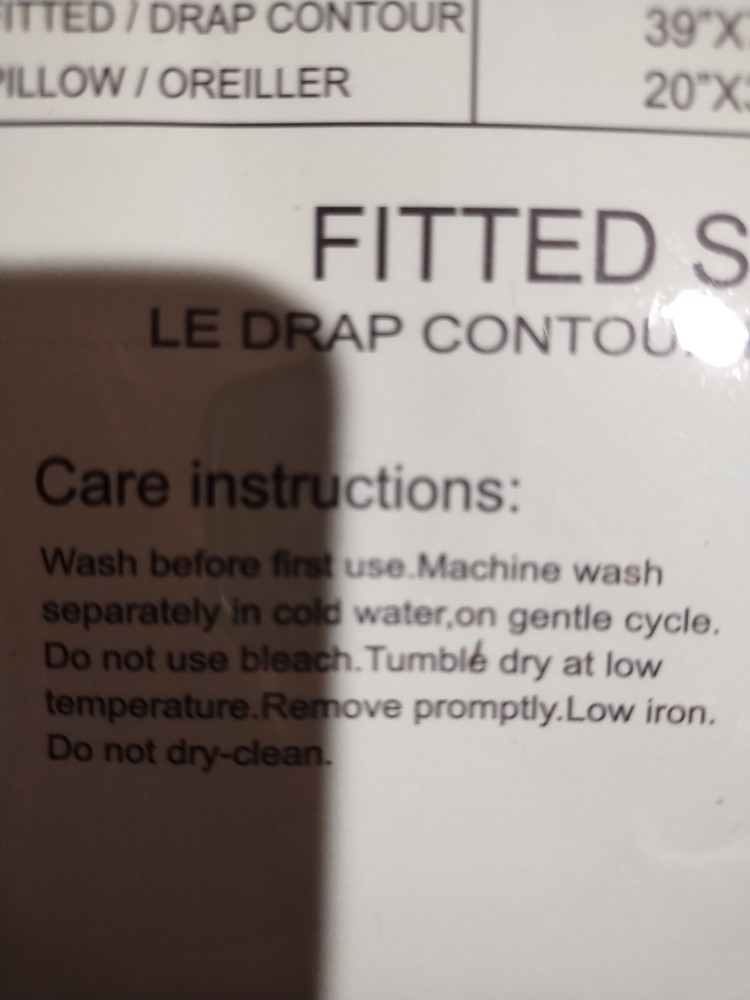 FITTED / DRAP CONTOUR 39"X
PILLOW / OREILLER 20"X
FITTED S
LE DRAP CONTOU
Care instructions:
Wash before first use.Machine wash
separately in cold water,on gentle cycle.
Do not use bleach.Tumble dry at low
temperature.Remove promptly.Low iron.
Do not dry-clean.